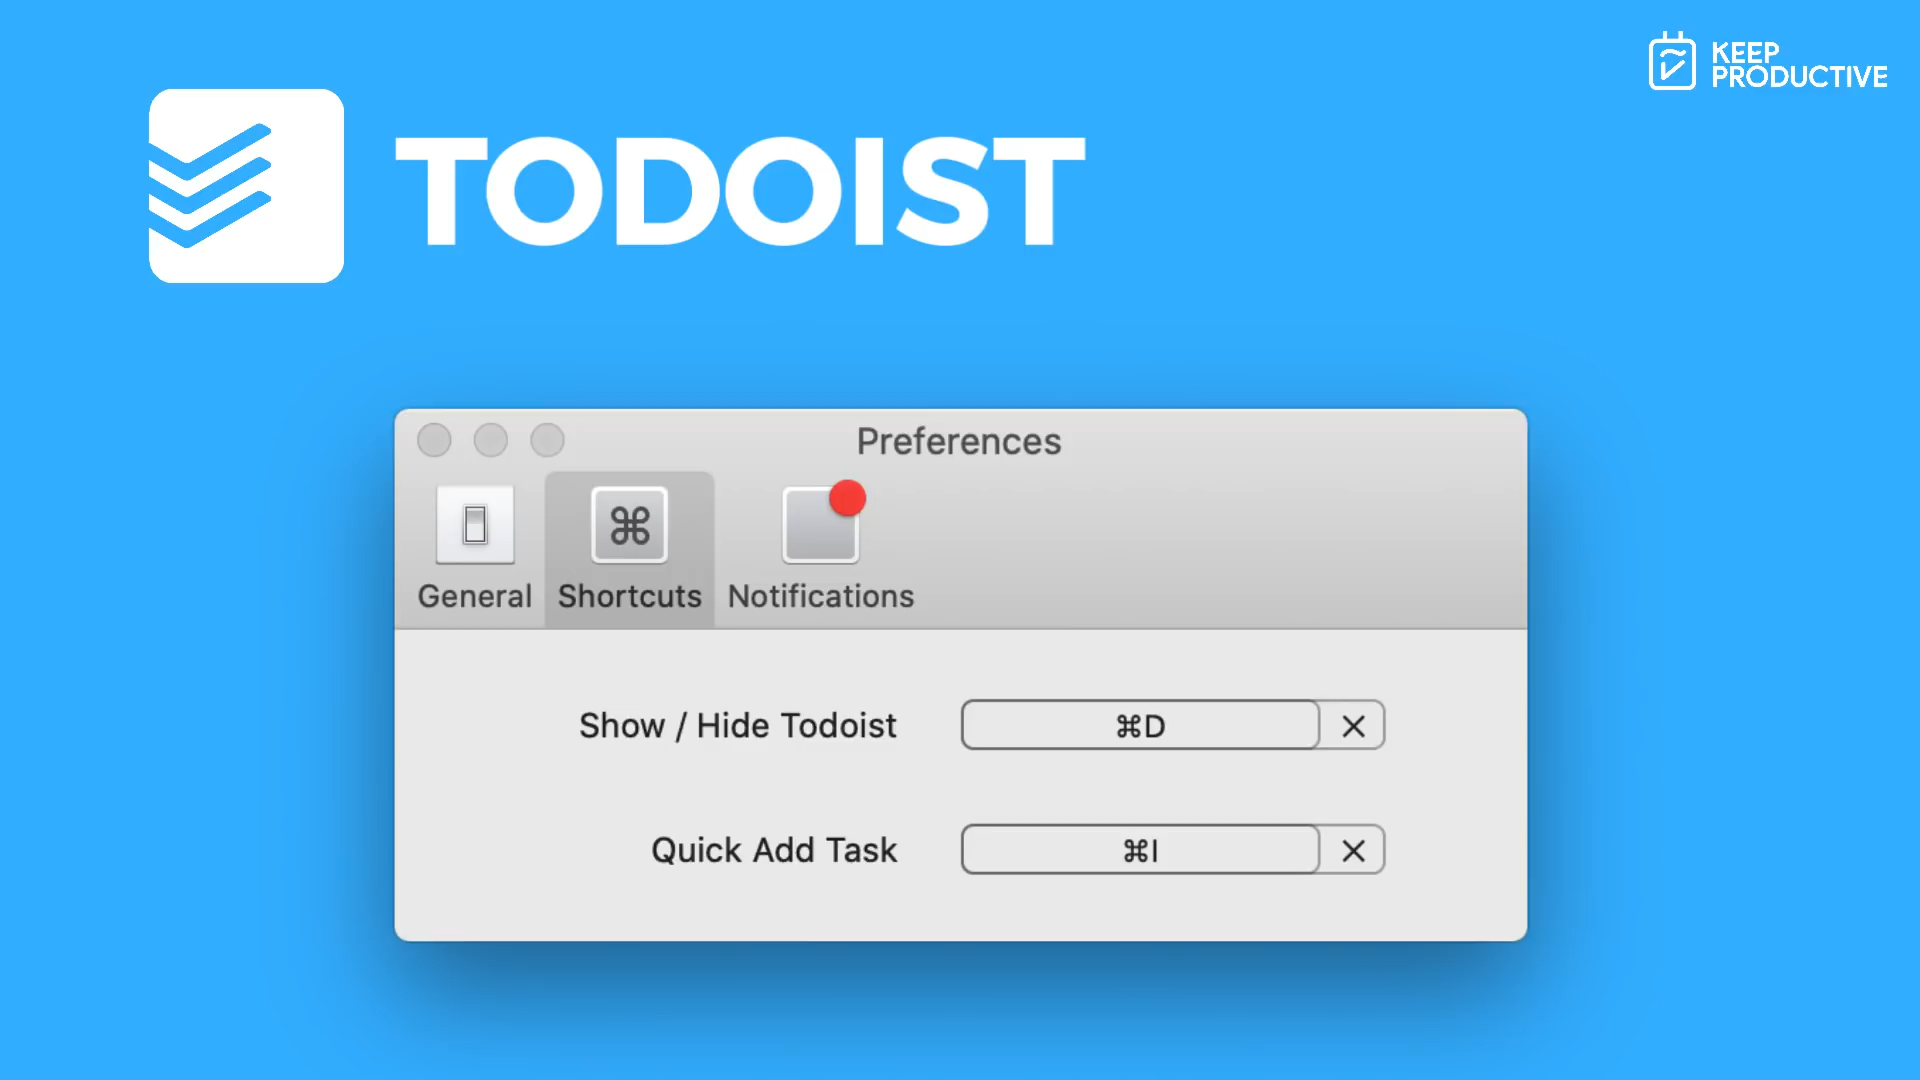 KEEP
PRODUCTIVE
TODOIST
Preferences
General
Shortcuts
Notifications
Show / Hide Todoist
⌘D
Quick Add Task
⌘I